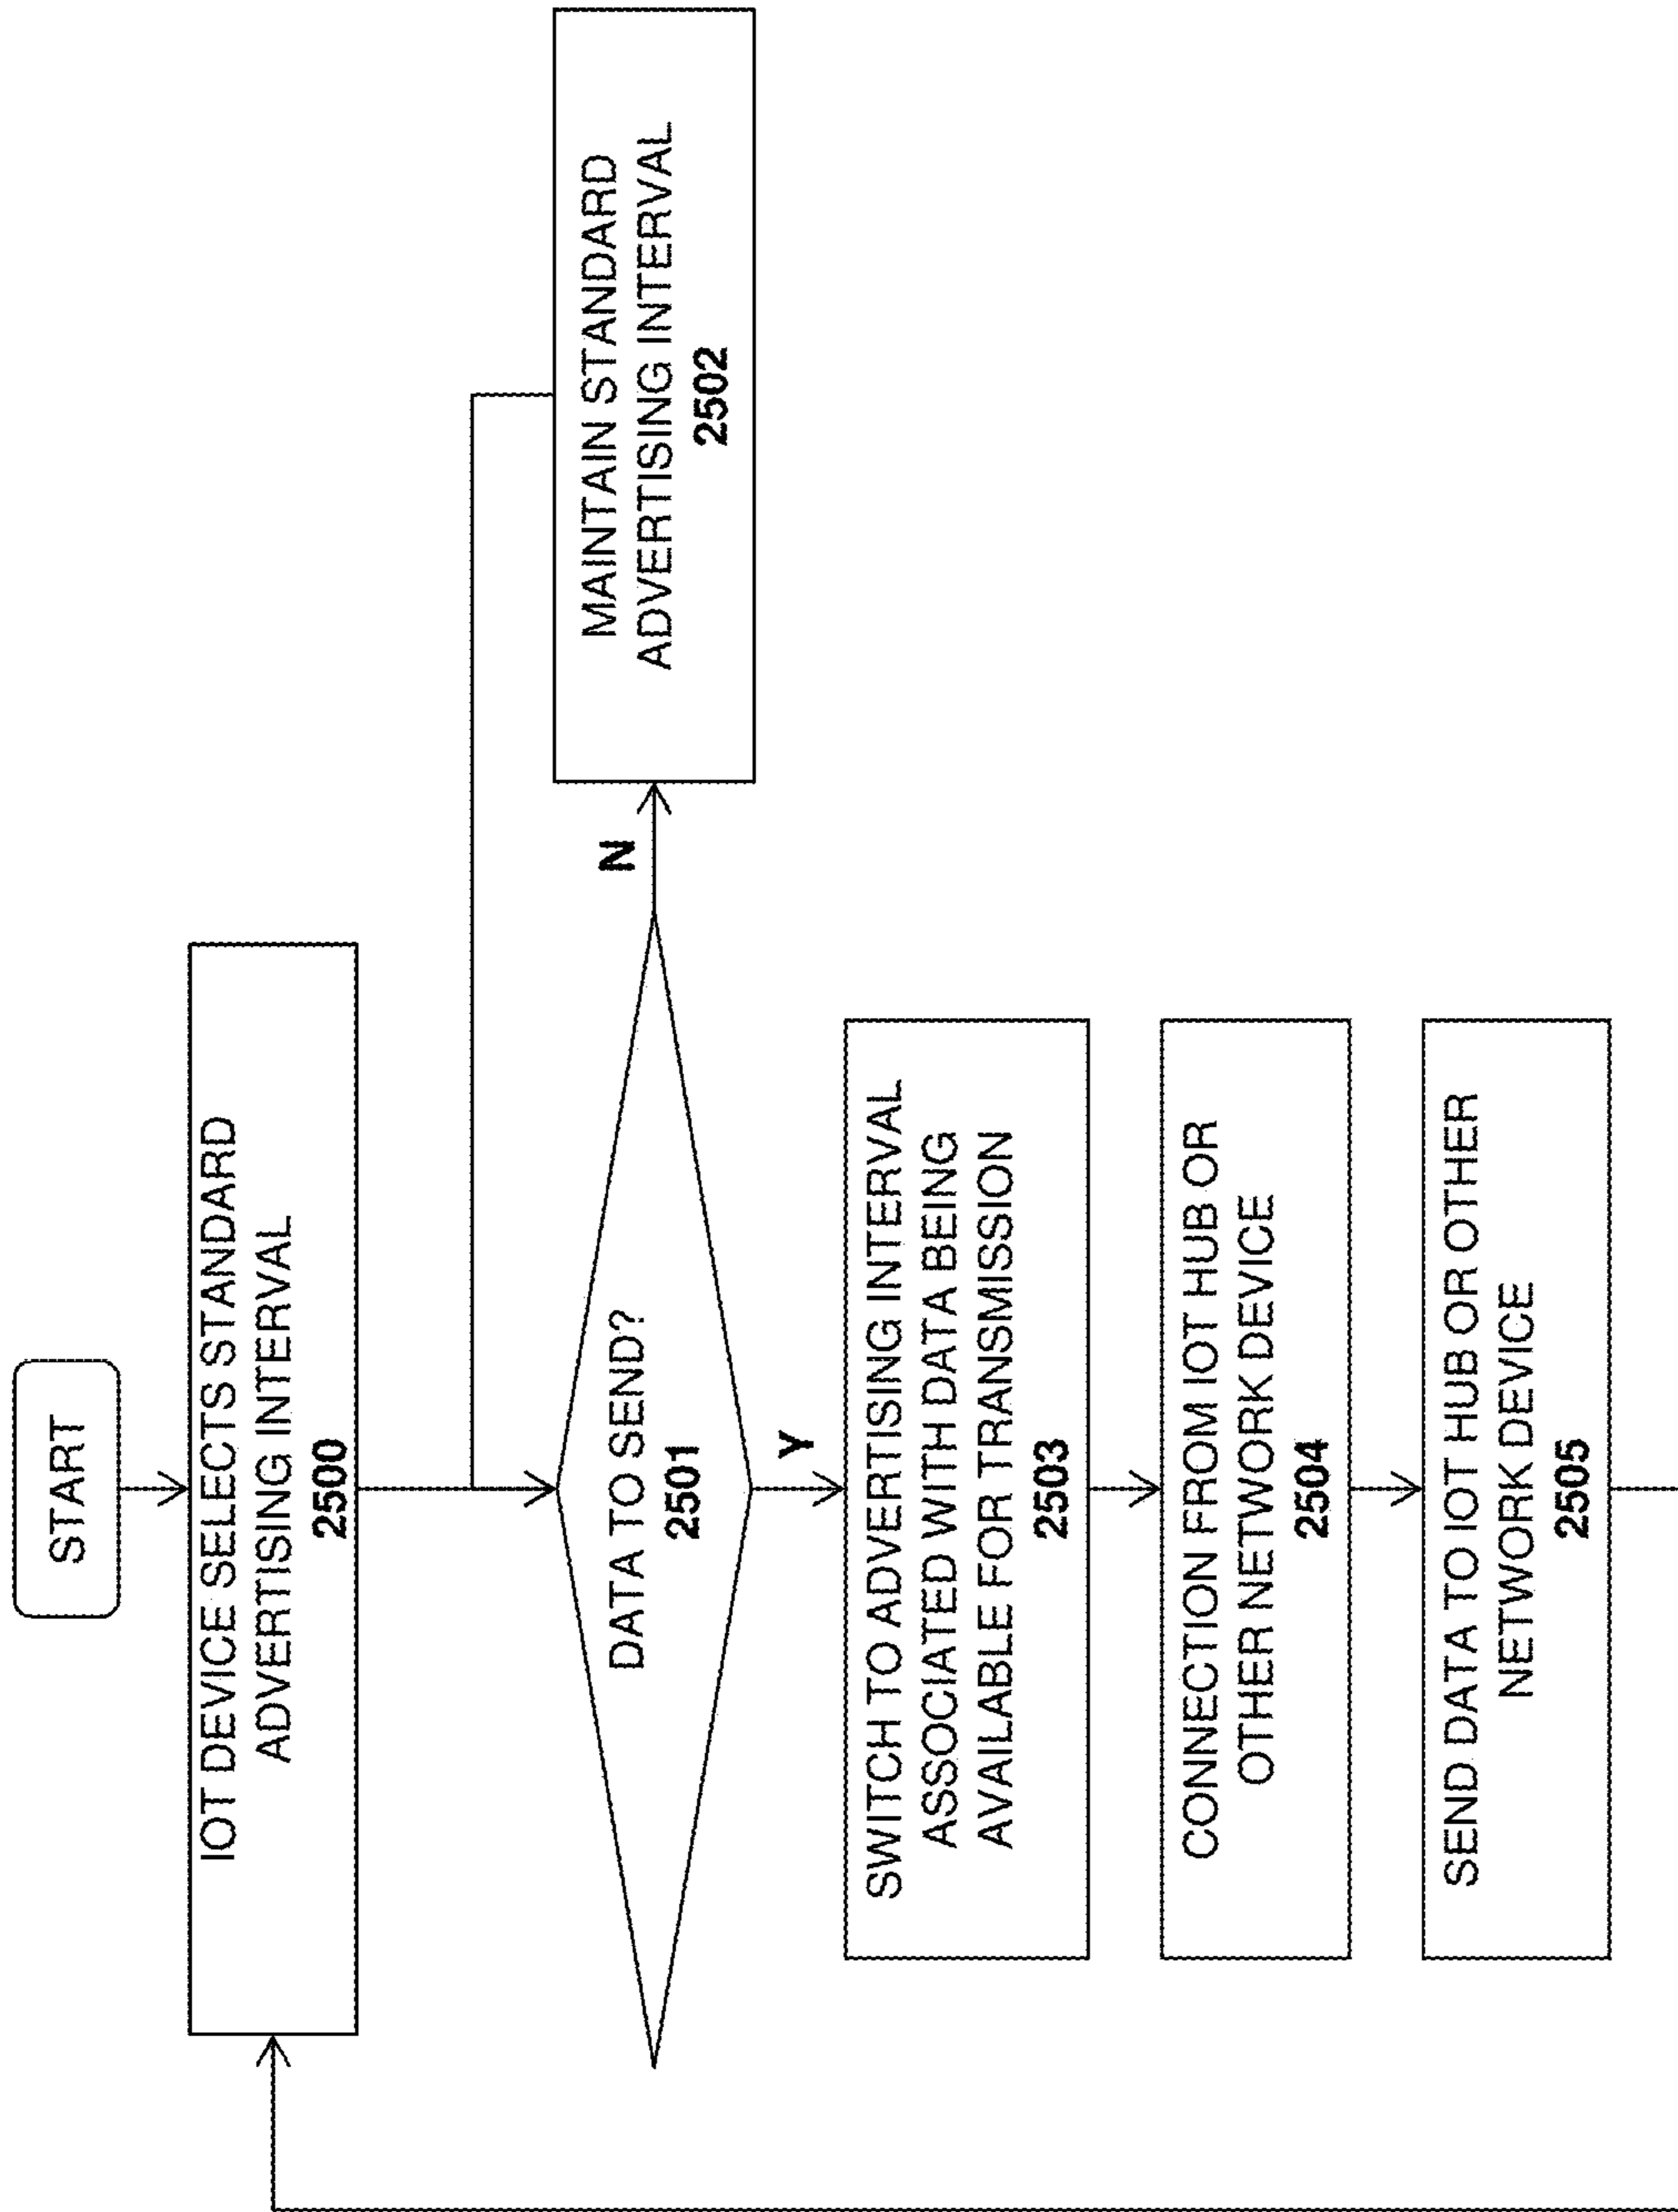 START
IOT DEVICE SELECTS STANDARD
ADVERTISING INTERVAL
2500
DATA TO SEND?
2501
N
MAINTAIN STANDARD
ADVERTISING INTERVAL
2502
Y
SWITCH TO ADVERTISING INTERVAL
ASSOCIATED WITH DATA BEING
AVAILABLE FOR TRANSMISSION
2503
CONNECTION FROM IOT HUB OR
OTHER NETWORK DEVICE
2504
SEND DATA TO IOT HUB OR OTHER
NETWORK DEVICE
2505